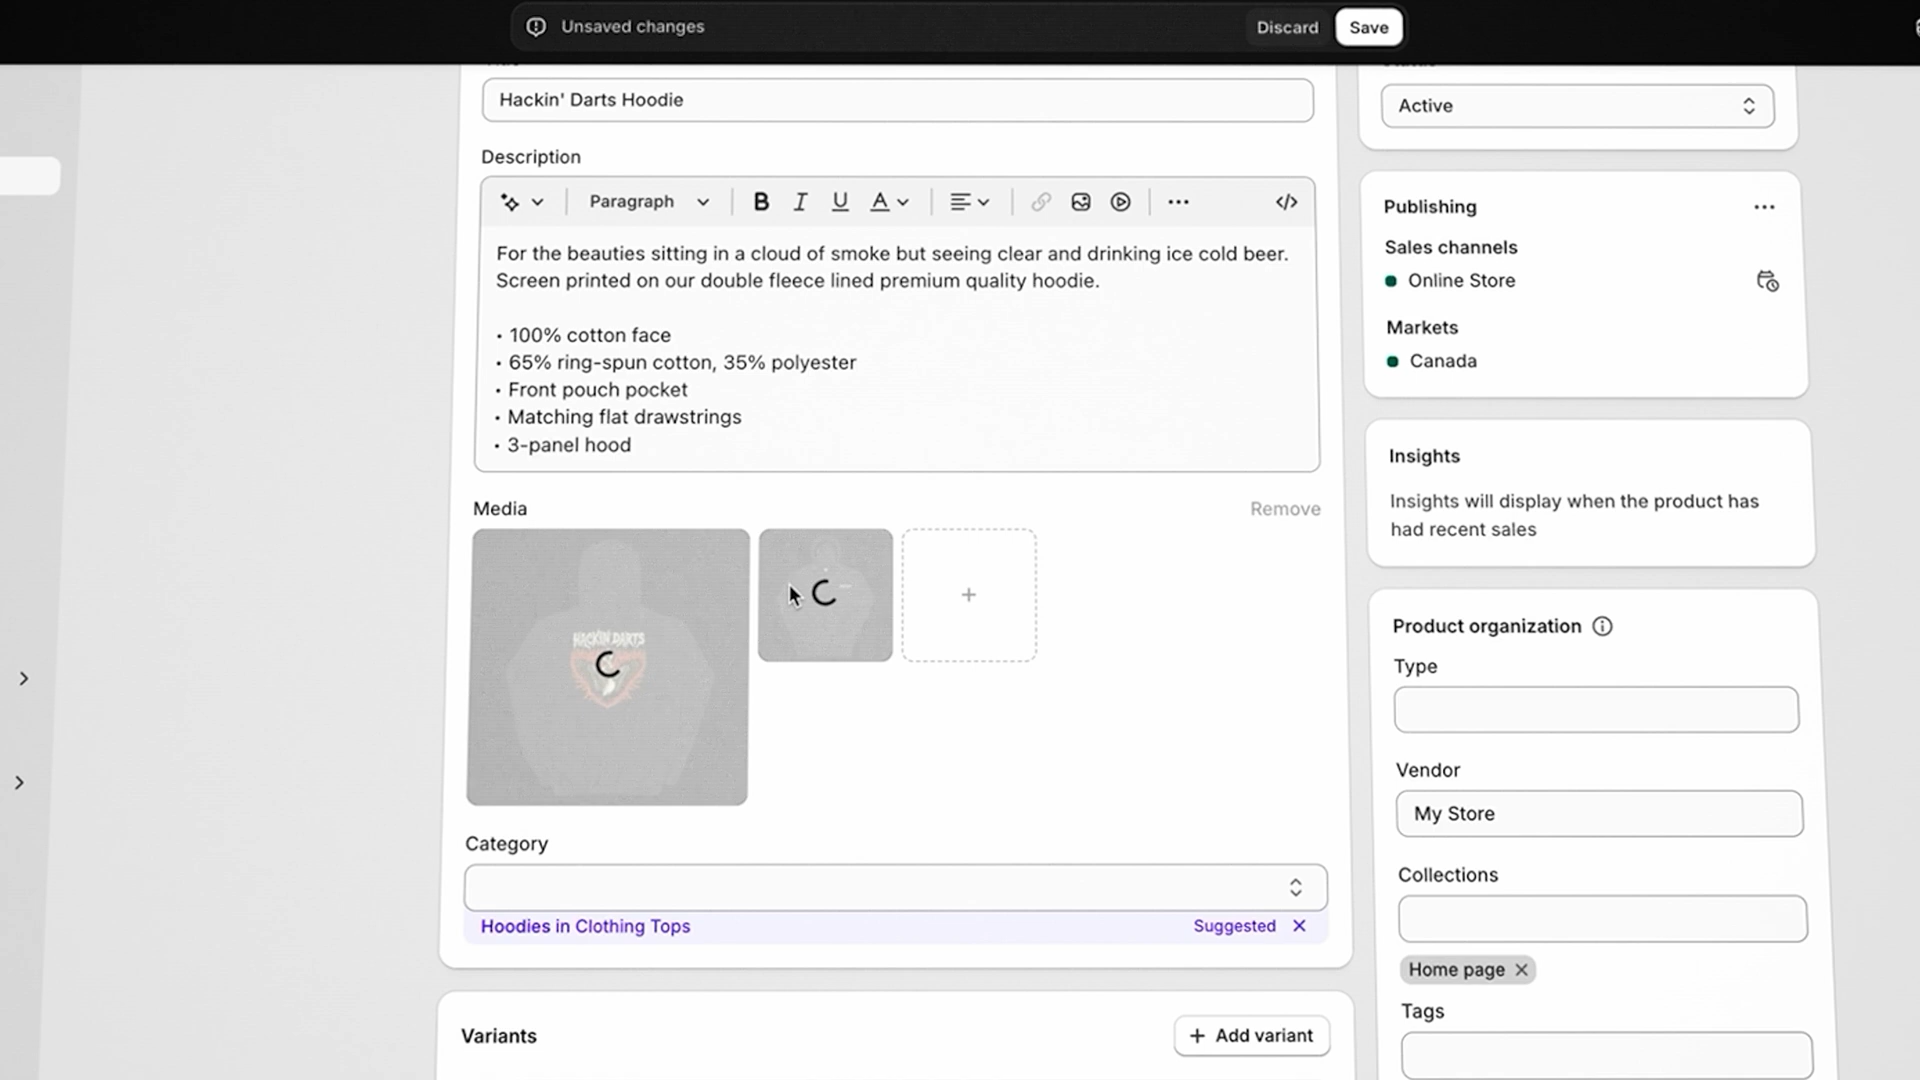 Unsaved changes
Discard
Save
Hackin' Darts Hoodie
Description
Paragraph
B I U A
For the beauties sitting in a cloud of smoke but seeing clear and drinking ice cold beer.
Screen printed on our double fleece lined premium quality hoodie.
• 100% cotton face
• 65% ring-spun cotton, 35% polyester
• Front pouch pocket
• Matching flat drawstrings
• 3-panel hood
Media
Remove
HACKIN' DARTS
Category
Hoodies in Clothing Tops
Suggested
Variants
Add variant
Active
Publishing
Sales channels
Online Store
Markets
Canada
Insights
Insights will display when the product has
had recent sales
Product organization
Type
Vendor
My Store
Collections
Home page
Tags